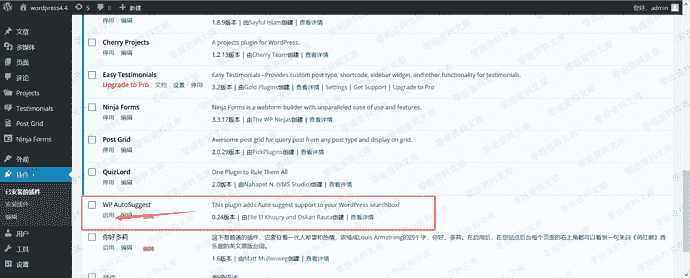 wordpress4.4
5
0
新建
您好，admin
文章
多媒体
页面
评论
Projects
Testimonials
Post Grid
Ninja Forms
外观
插件
已安装的插件
安装插件
编辑
用户
工具
设置
1.8.9版本 | 由Sayful Islam创建 | 查看详情
Cherry Projects
A projects plugin for WordPress.
停用 编辑
1.2.13版本 | 由Cherry Team创建 | 查看详情
Easy Testimonials
Easy Testimonials - Provides custom post type, shortcode, sidebar widget, and other functionality for testimonials.
Upgrade to Pro 文档 设置 停用
3.2版本 | 由Gold Plugins创建 | 查看详情 | Settings | Get Support | Upgrade to Pro
Ninja Forms
Ninja Forms is a webform builder with unparalleled ease of use and features.
停用 编辑
3.3.17版本 | 由The WP Ninjas创建 | 查看详情
Post Grid
Awesome post grid for query post from any post type and display on grid.
停用 编辑
2.0.29版本 | 由PickPlugins创建 | 查看详情
QuizLord
One Plugin to Rule Them All
停用 编辑
2.0版本 | 由Nahapet N. (VMS Studio)创建 | 查看详情
WP AutoSuggest
This plugin adds Auto suggest support to your WordPress searchbox!
启用 编辑 删除
0.24版本 | 由Elie El Khoury and Oskari Rauta创建 | 查看详情
你好多莉
这不是普通的插件，它象征着一代人希望和热情，浓缩成Louis Armstrong的四个字：你好，多莉。在启用后，在您站点后台每个页面的右上角都可以看到一句来自《俏红娘》音乐剧的英文原版台词。
启用 编辑 删除
1.6版本 | 由Matt Mullenweg创建 | 查看详情